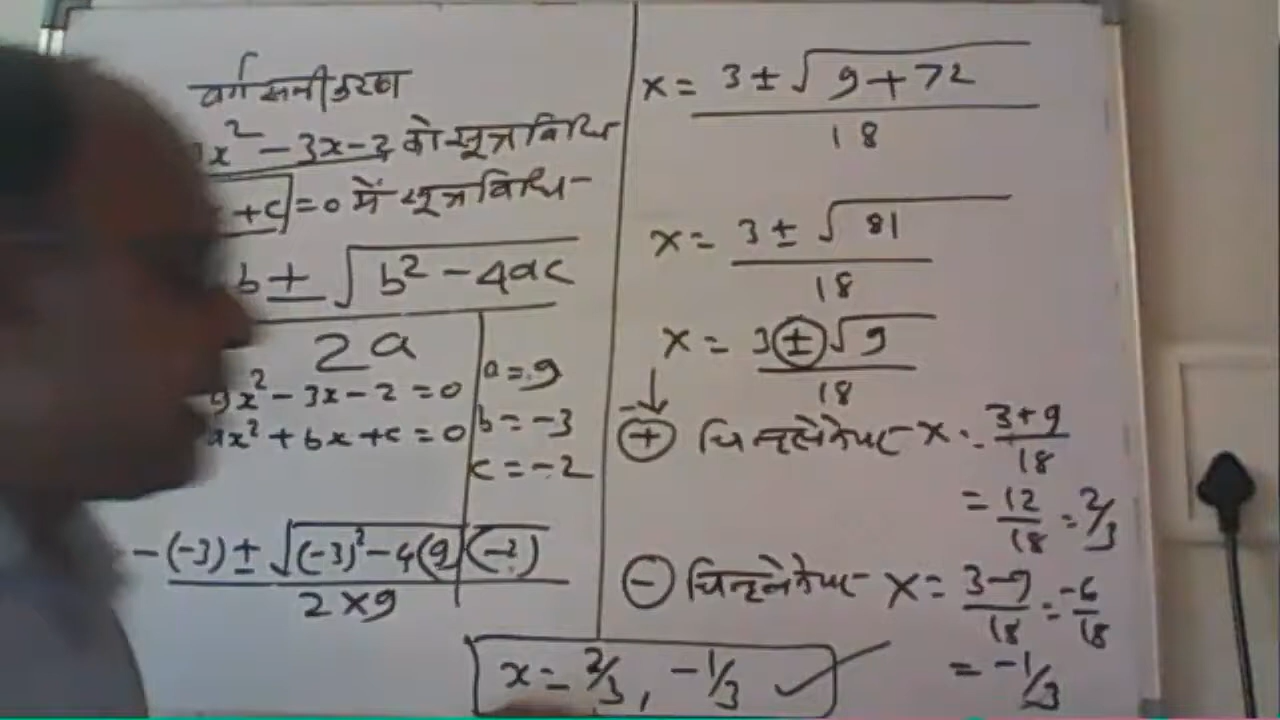 वर्ग समीकरण
x² - 3x - 2 को सूत्र विधि
+c = 0 में सूत्र विधि -
b ± √(b² - 4ac)
2a
9x² - 3x - 2 = 0
ax² + bx + c = 0
a = 9
b = -3
c = -2
-(-3) ± √((-3)² - 4(9)(-2))
2 × 9
x = 3 ± √(9 + 72)
18
x = 3 ± √81
18
x = 3 ± √9
18
+ चिन्ह लेने पर x = 3+9
18
= 12/18 = 2/3
- चिन्ह लेने पर x = 3-9/18 = -6/18
= -1/3
x = 2/3, -1/3